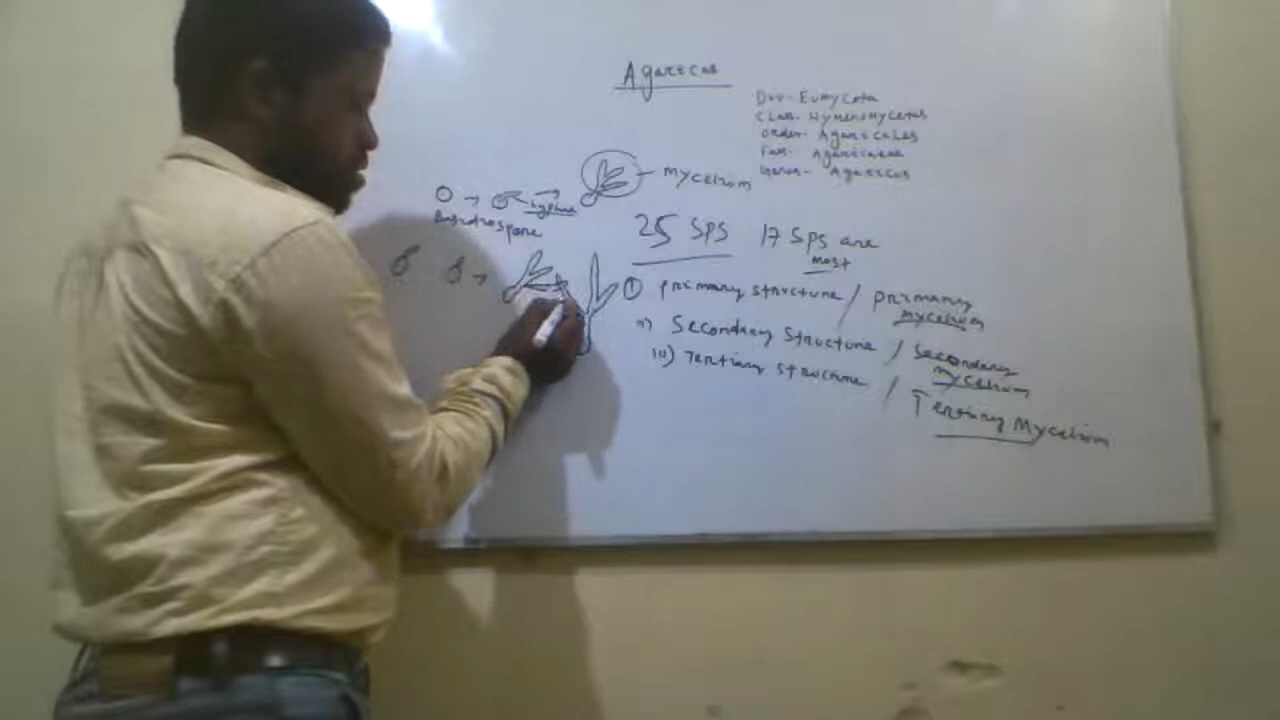 Agaricus
Div- Eumycota
Class- Hymenomycetes
order- Agaricales
Fam- Agaricaceae
Genus- Agaricus
mycelium
hyphae
Basidiospore
25 SPS 17 SPS are
most
① primary structure / primary
mycelium
ii) Secondary structure / Secondary
mycelium
iii) Tertiary structure / Tertiary Mycelium